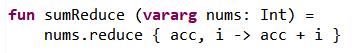 fun sumReduce (vararg nums: Int) =
nums.reduce { acc, i -> acc + i }